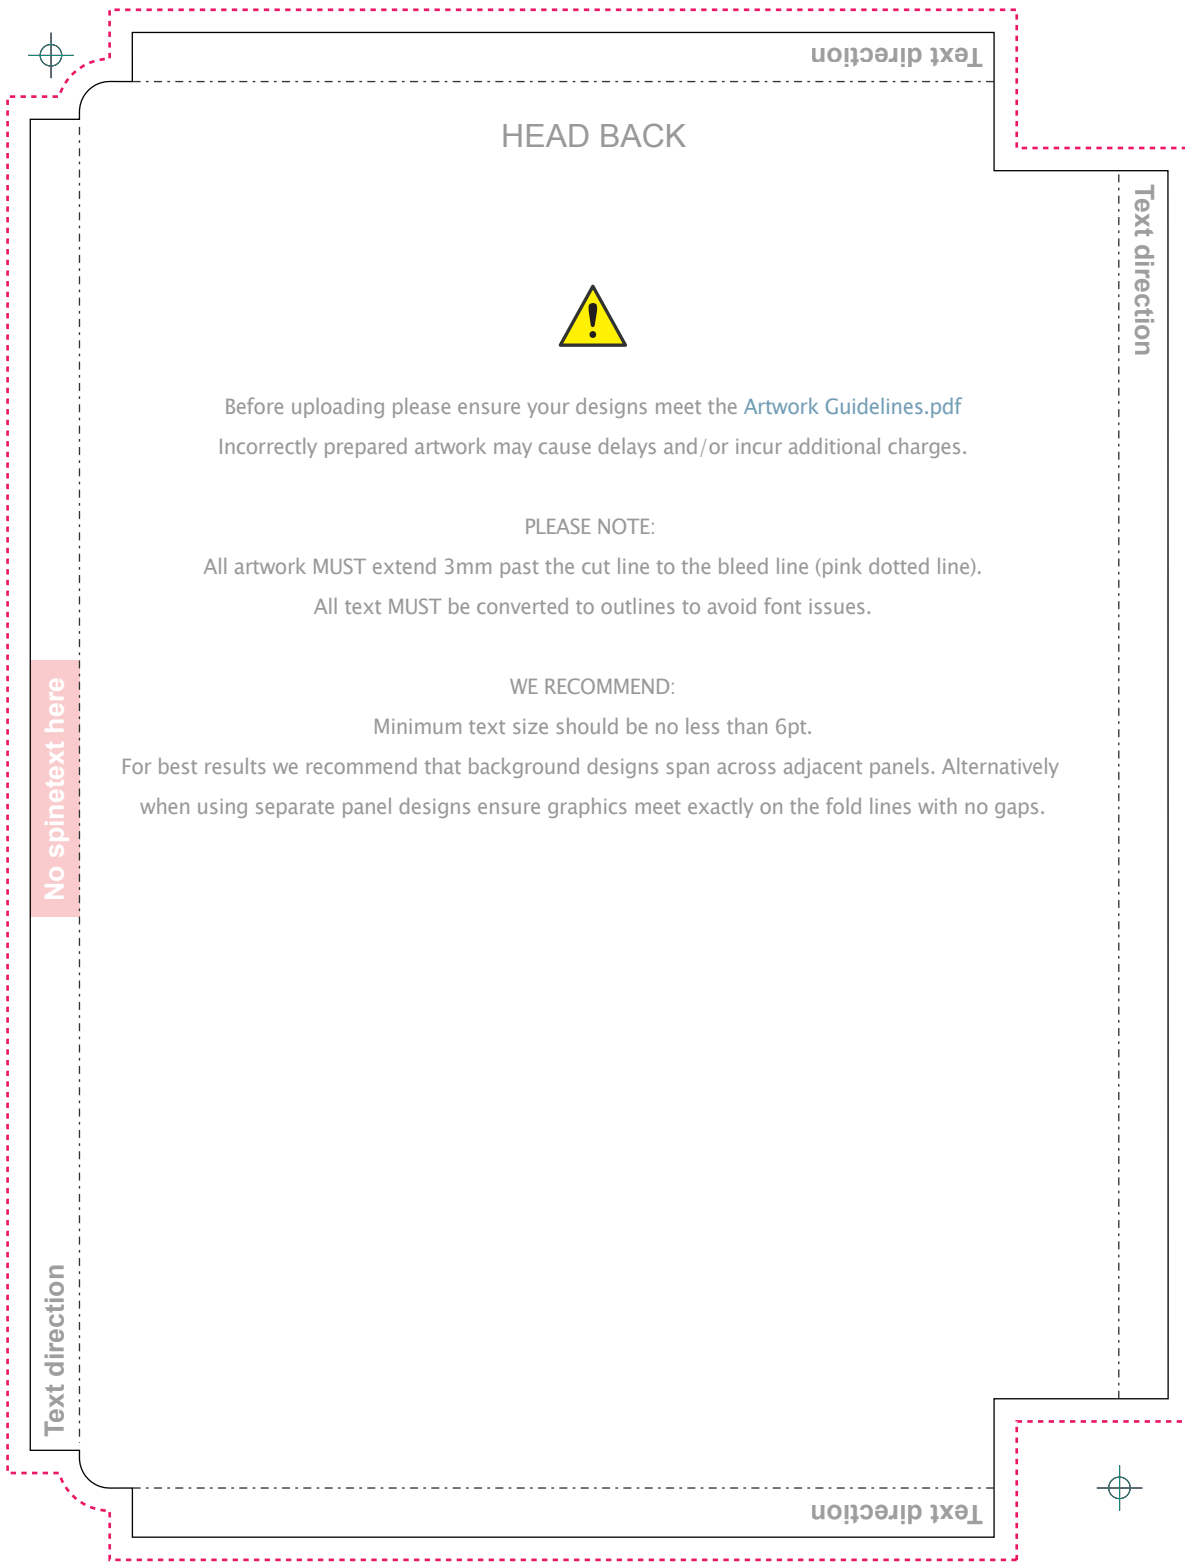 Text direction
HEAD BACK
Text direction
Before uploading please ensure your designs meet the Artwork Guidelines.pdf
Incorrectly prepared artwork may cause delays and/or incur additional charges.
PLEASE NOTE:
All artwork MUST extend 3mm past the cut line to the bleed line (pink dotted line).
All text MUST be converted to outlines to avoid font issues.
WE RECOMMEND:
Minimum text size should be no less than 6pt.
For best results we recommend that background designs span across adjacent panels. Alternatively
when using separate panel designs ensure graphics meet exactly on the fold lines with no gaps.
No spinetext here
Text direction
Text direction